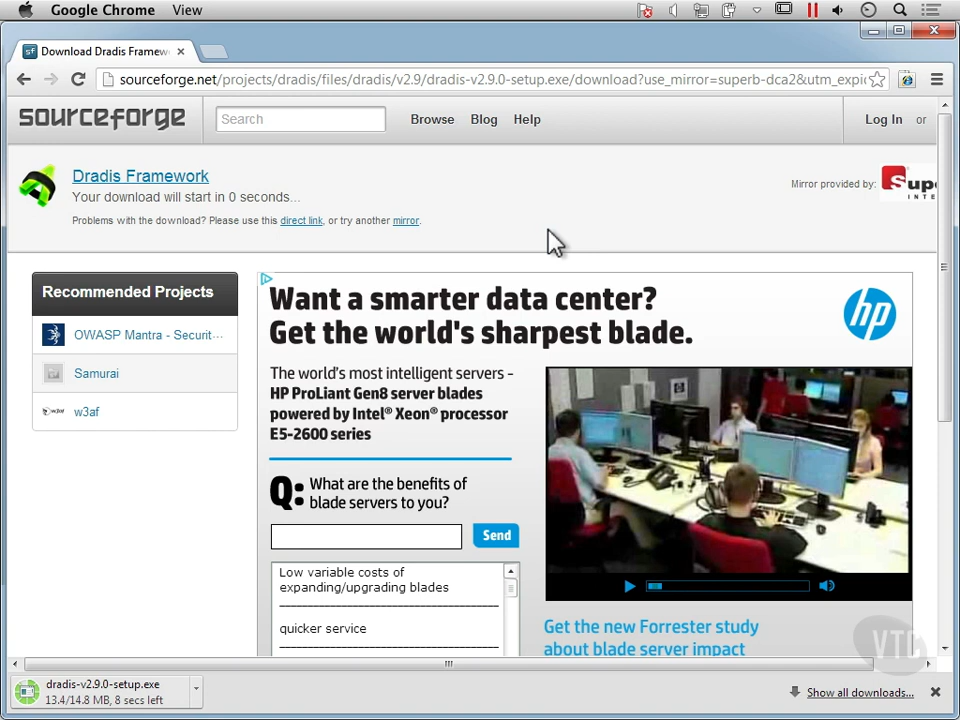 Google Chrome View
Download Dradis Framew
sourceforge.net/projects/dradis/files/dradis/v2.9/dradis-v2.9.0-setup.exe/download?use_mirror=superb-dca2&utm_expi
sourceforge
Search
Browse Blog Help
Log In or
Dradis Framework
Your download will start in 0 seconds...
Problems with the download? Please use this direct link, or try another mirror.
Mirror provided by:
Supe
INTE
Recommended Projects
OWASP Mantra - Securit...
Samurai
w3af
w3af
Want a smarter data center?
Get the world's sharpest blade.
hp
The world's most intelligent servers -
HP ProLiant Gen8 server blades
powered by Intel® Xeon® processor
E5-2600 series
Q: What are the benefits of
blade servers to you?
Send
Low variable costs of
expanding/upgrading blades
quicker service
Get the new Forrester study
about blade server impact
VTC
dradis-v2.9.0-setup.exe
13.4/14.8 MB, 8 secs left
Show all downloads...